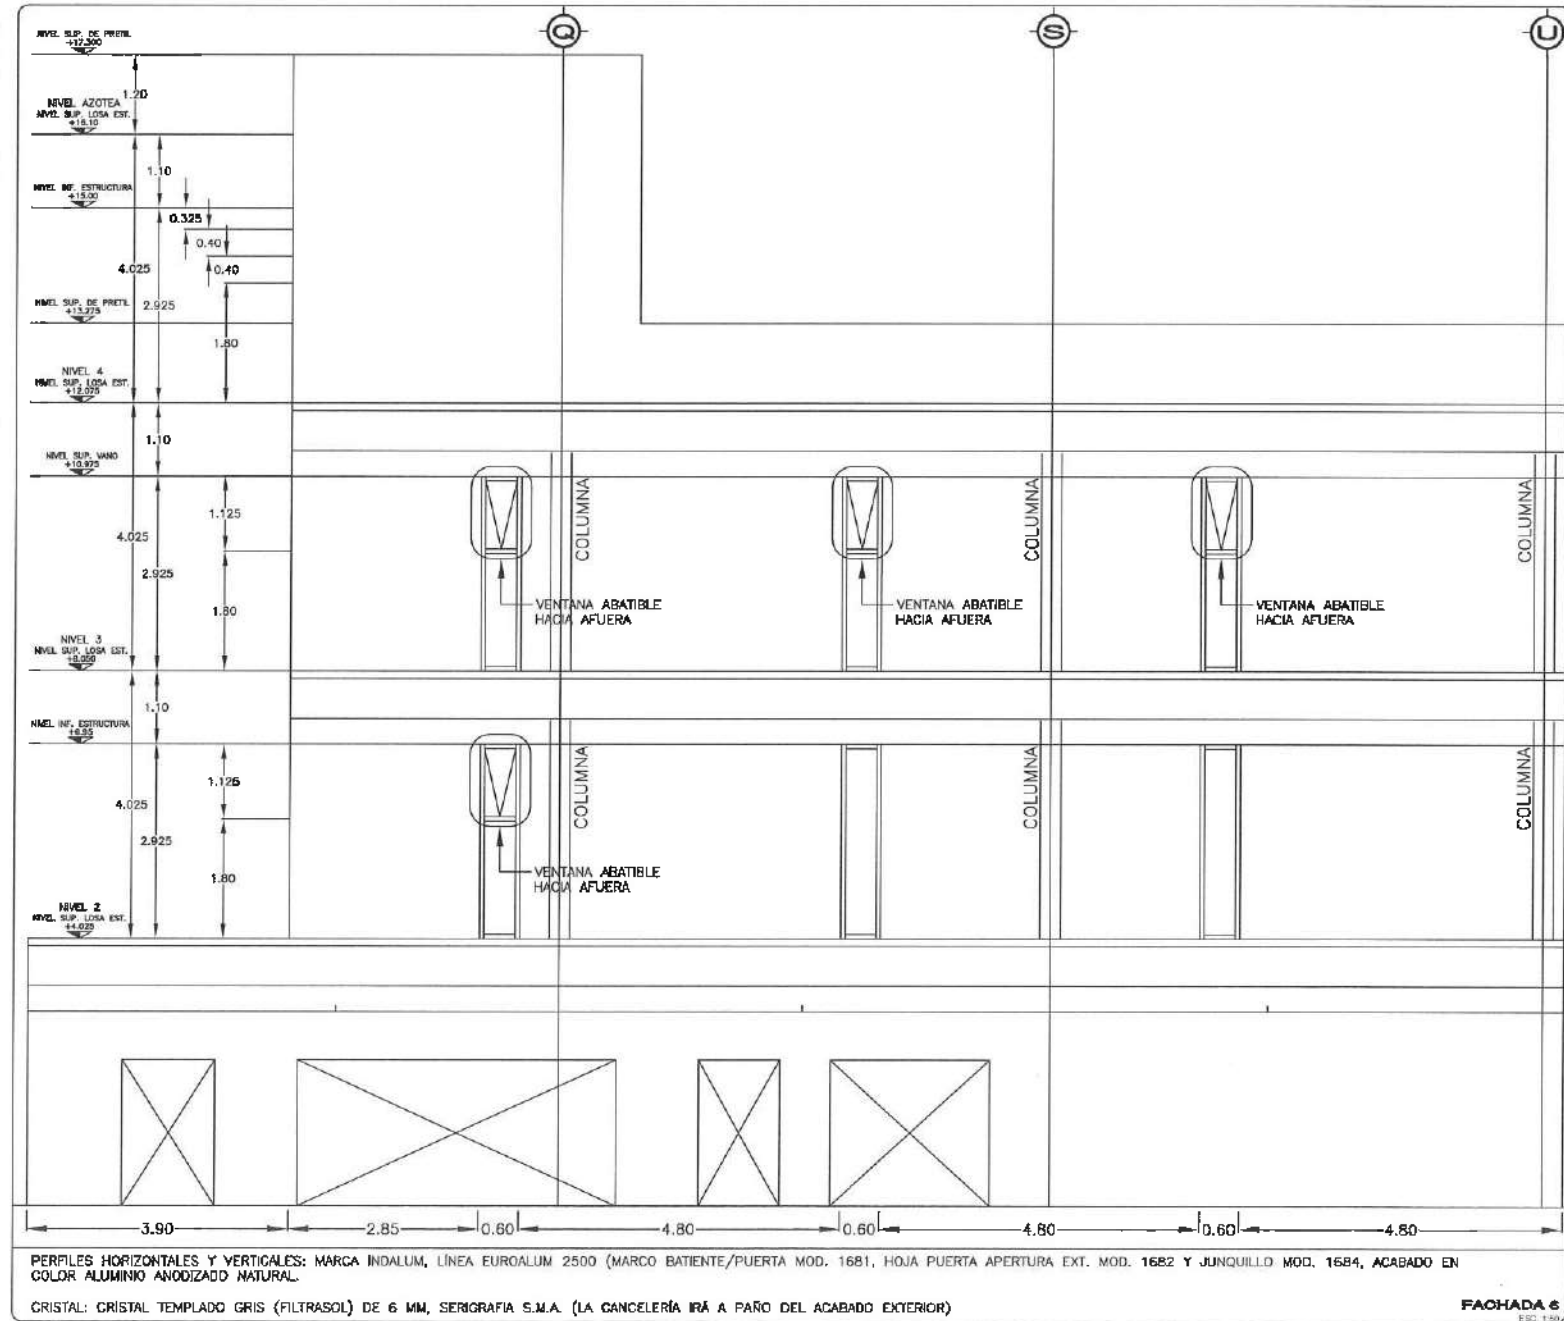 Q
S
U
NIVEL SUP. DE PRETIL
+17.300
1.20
NIVEL AZOTEA
NIVEL SUP. LOSA EST.
+16.10
1.10
NIVEL INF. ESTRUCTURA
+15.00
0.325
0.40
0.40
4.025
2.925
NIVEL SUP. DE PRETIL
+13.275
1.80
NIVEL 4
NIVEL SUP. LOSA EST.
+12.075
1.10
NIVEL SUP. VANO
+10.975
1.125
4.025
2.925
1.80
COLUMNA
COLUMNA
COLUMNA
VENTANA ABATIBLE
HACIA AFUERA
VENTANA ABATIBLE
HACIA AFUERA
VENTANA ABATIBLE
HACIA AFUERA
NIVEL 3
NIVEL SUP. LOSA EST.
+8.050
1.10
NIVEL INF. ESTRUCTURA
+6.95
1.125
4.025
2.925
1.80
COLUMNA
COLUMNA
COLUMNA
VENTANA ABATIBLE
HACIA AFUERA
NIVEL 2
NIVEL SUP. LOSA EST.
+4.025
3.90 2.85 0.60 4.80 0.60 4.80 0.60 4.80
PERFILES HORIZONTALES Y VERTICALES: MARCA INDALUM, LÍNEA EUROALUM 2500 (MARCO BATIENTE/PUERTA MOD. 1681, HOJA PUERTA APERTURA EXT. MOD. 1682 Y JUNQUILLO MOD. 1684, ACABADO EN
COLOR ALUMINIO ANODIZADO NATURAL.
CRISTAL: CRISTAL TEMPLADO GRIS (FILTRASOL) DE 6 MM, SERIGRAFIA S.M.A. (LA CANCELERÍA IRÁ A PAÑO DEL ACABADO EXTERIOR)
FACHADA 6